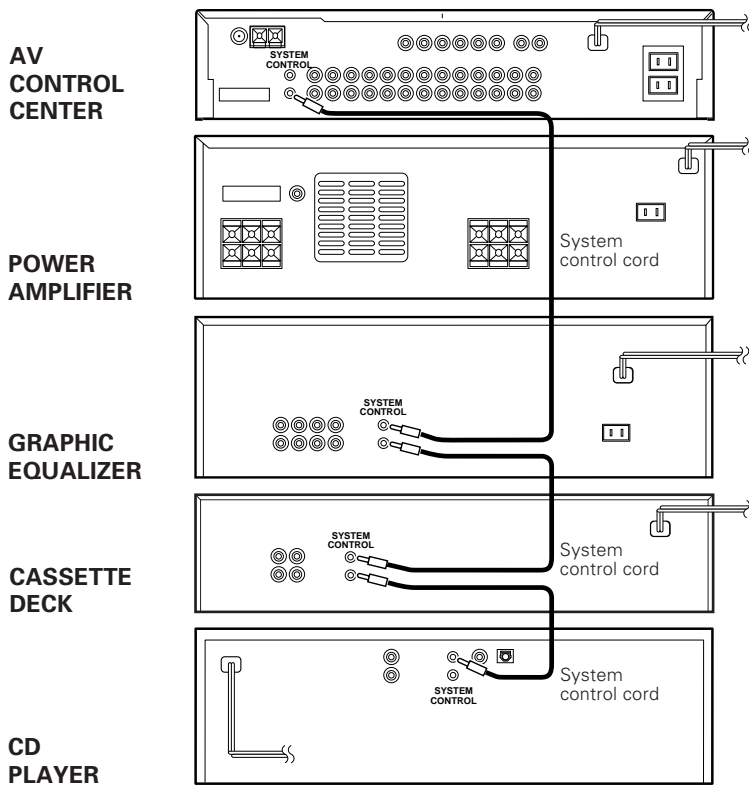 AV
CONTROL
CENTER
SYSTEM
CONTROL
POWER
AMPLIFIER
System
control cord
GRAPHIC
EQUALIZER
SYSTEM
CONTROL
CASSETTE
DECK
SYSTEM
CONTROL
System
control cord
CD
PLAYER
SYSTEM
CONTROL
System
control cord